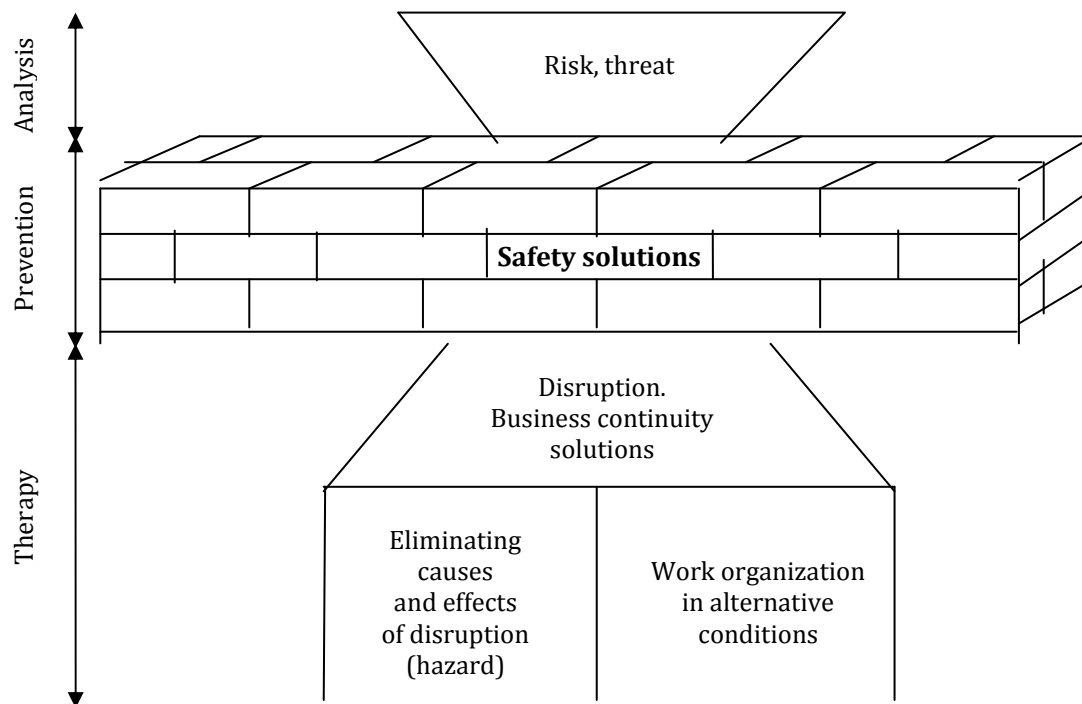 Analysis
Risk, threat
Prevention
Safety solutions
Therapy
Disruption.
Business continuity
solutions
Eliminating
causes
and effects
of disruption
(hazard)
Work organization
in alternative
conditions